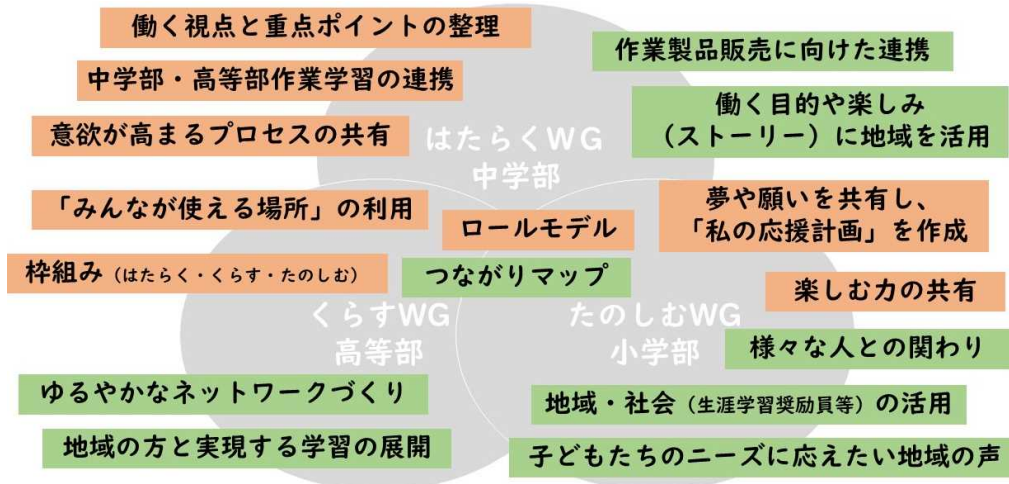 働く視点と重点ポイントの整理
作業製品販売に向けた連携
中学部・高等部作業学習の連携
働く目的や楽しみ
（ストーリー）に地域を活用
意欲が高まるプロセスの共有
はたらくＷＧ
中学部
「みんなが使える場所」の利用
ロールモデル
夢や願いを共有し、
「私の応援計画」を作成
枠組み（はたらく・くらす・たのしむ）
つながりマップ
楽しむ力の共有
くらすWG
高等部
たのしむWG
小学部
様々な人との関わり
ゆるやかなネットワークづくり
地域・社会（生涯学習奨励員等）の活用
地域の方と実現する学習の展開
子どもたちのニーズに応えたい地域の声